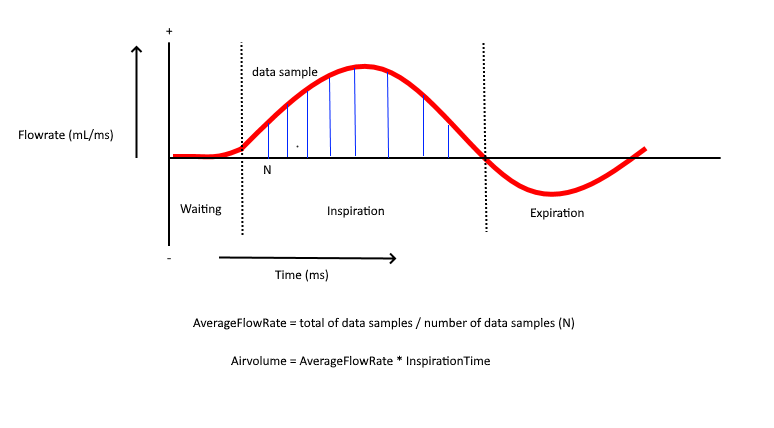 +
data sample
Flowrate (mL/ms)
N
Waiting
Inspiration
Expiration
-
Time (ms)
AverageFlowRate = total of data samples / number of data samples (N)
Airvolume = AverageFlowRate * InspirationTime